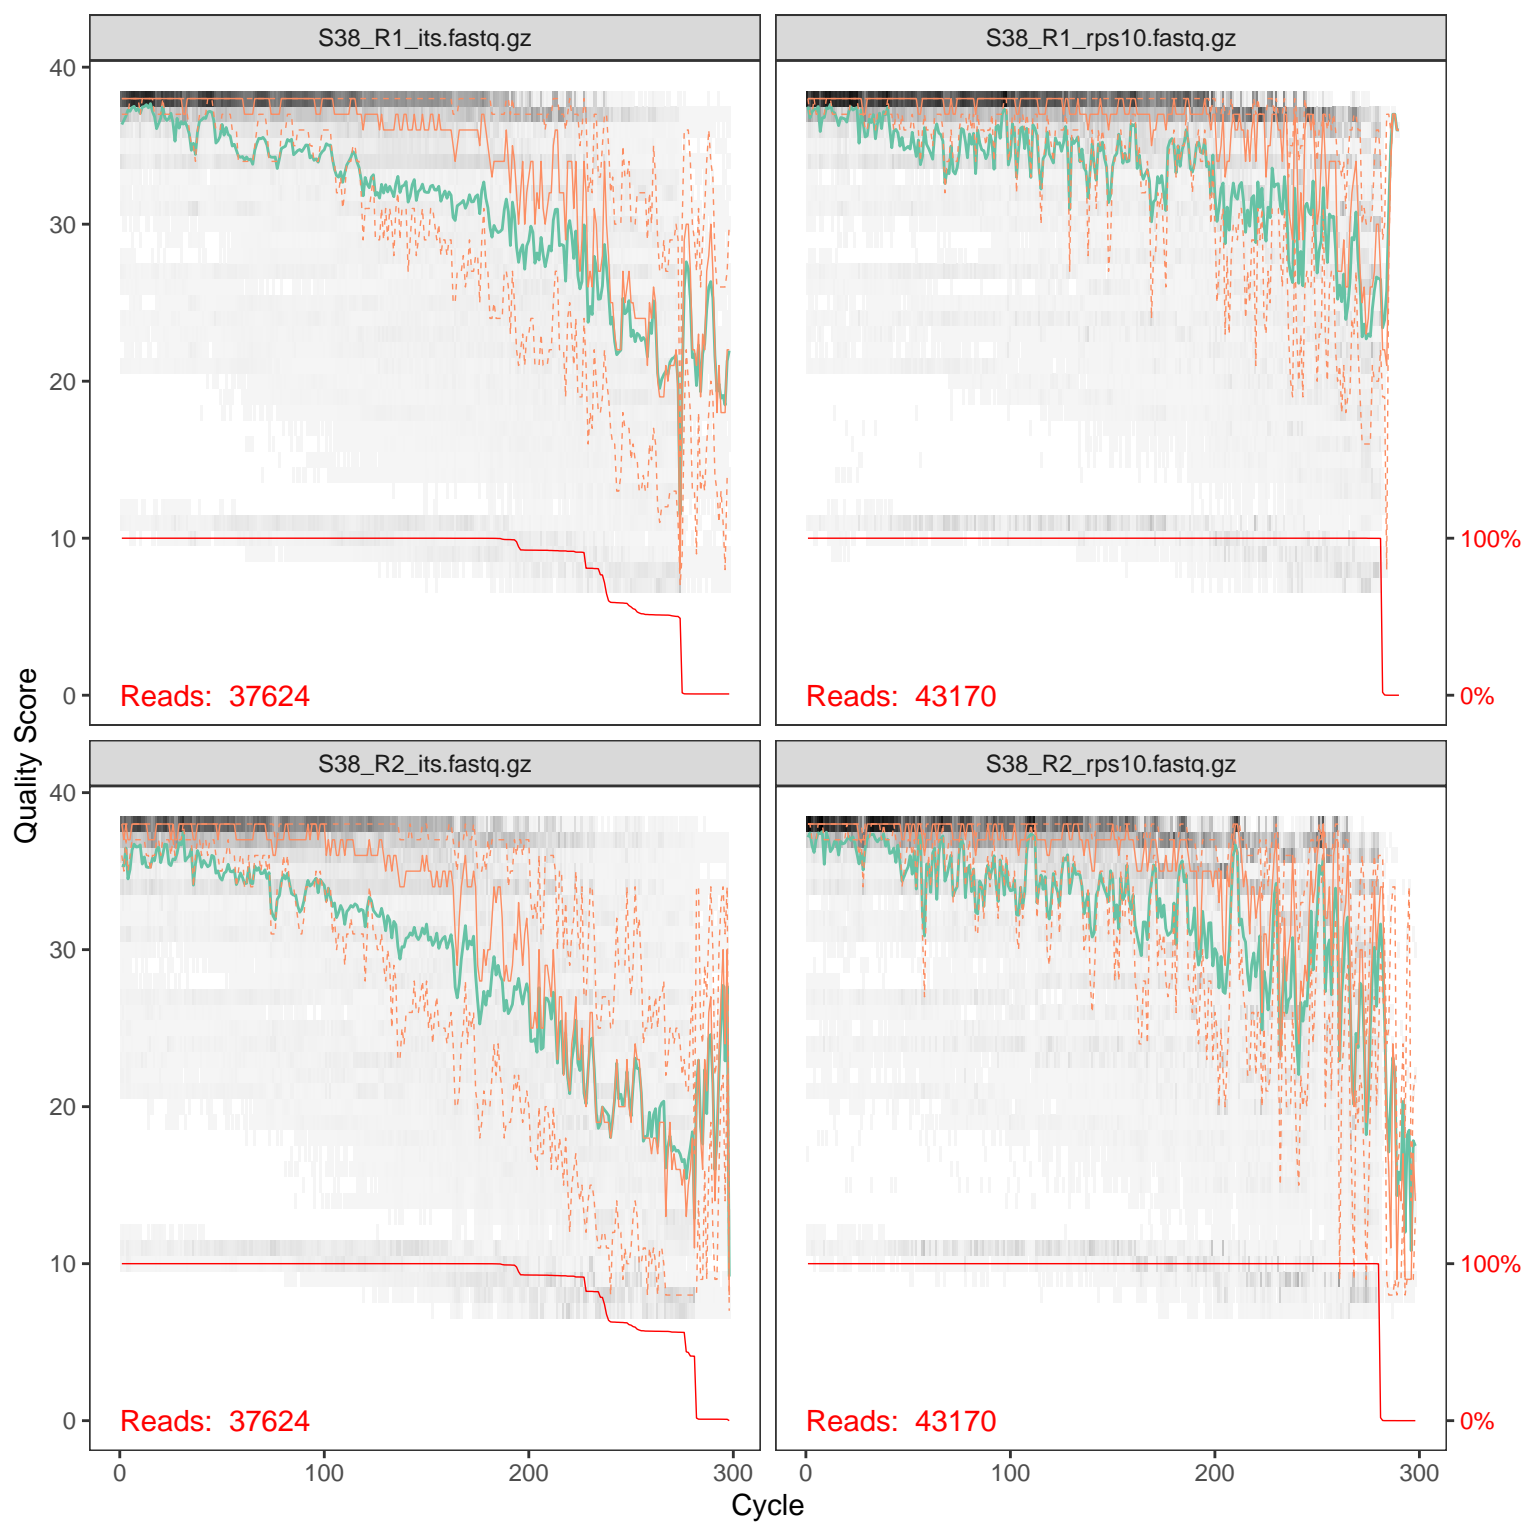 S38_R1_its.fastq.gz
S38_R1_rps10.fastq.gz
40
30
20
10
0
Reads: 37624
Reads: 43170
100%
0%
Quality Score
S38_R2_its.fastq.gz
S38_R2_rps10.fastq.gz
40
30
20
10
0
Reads: 37624
Reads: 43170
100%
0%
0 100 200 300
0 100 200 300
Cycle